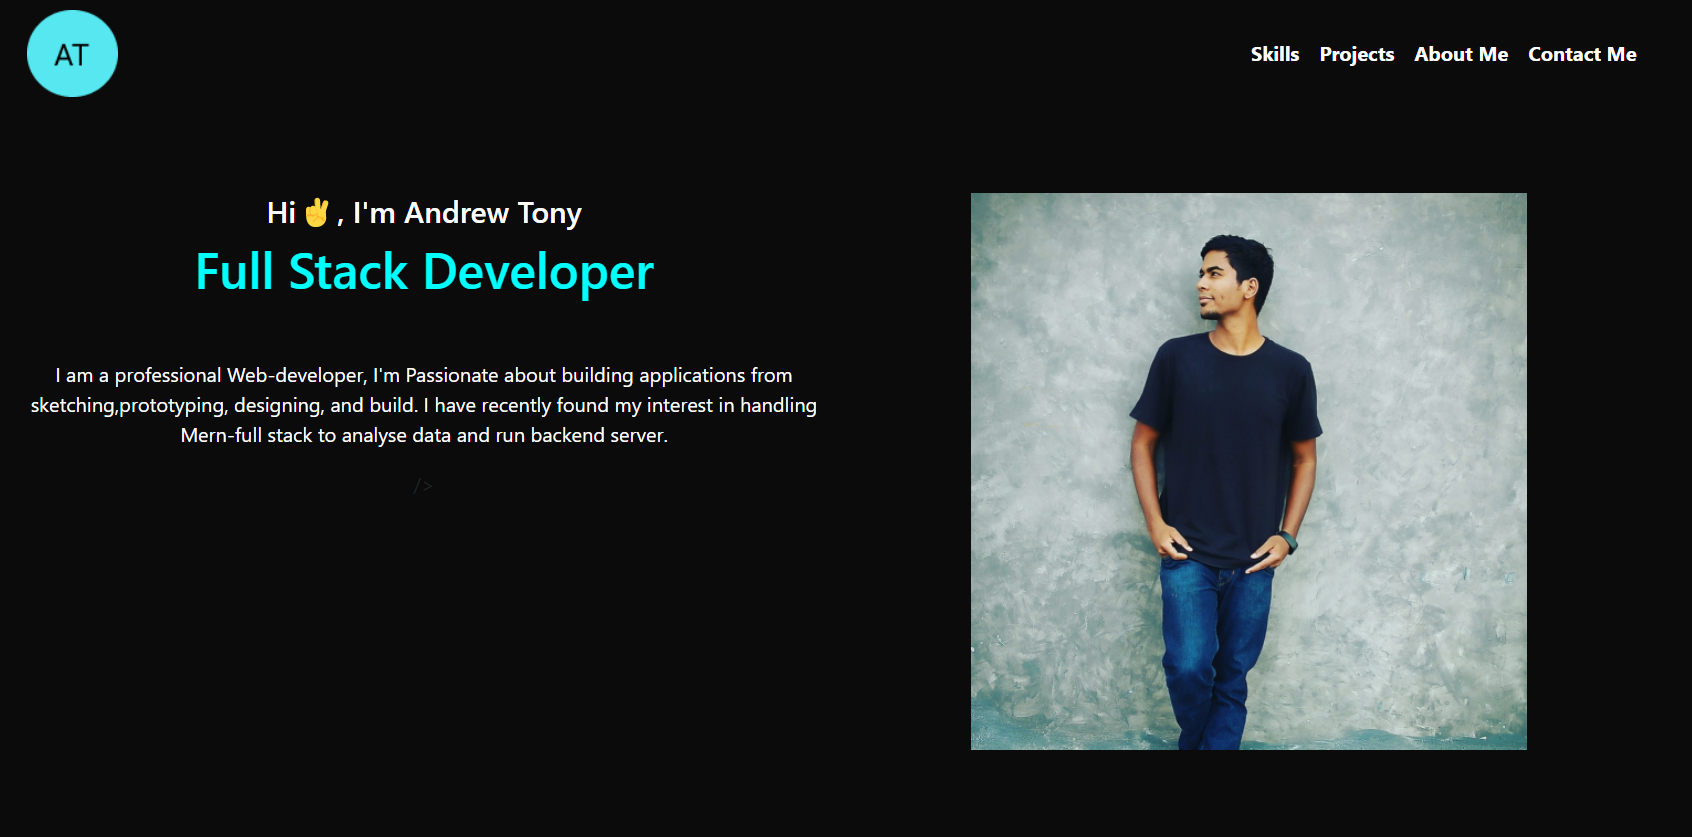 AT
Skills Projects About Me Contact Me
Hi ✌, I'm Andrew Tony
Full Stack Developer
I am a professional Web-developer, I'm Passionate about building applications from
sketching,prototyping, designing, and build. I have recently found my interest in handling
Mern-full stack to analyse data and run backend server.
/>